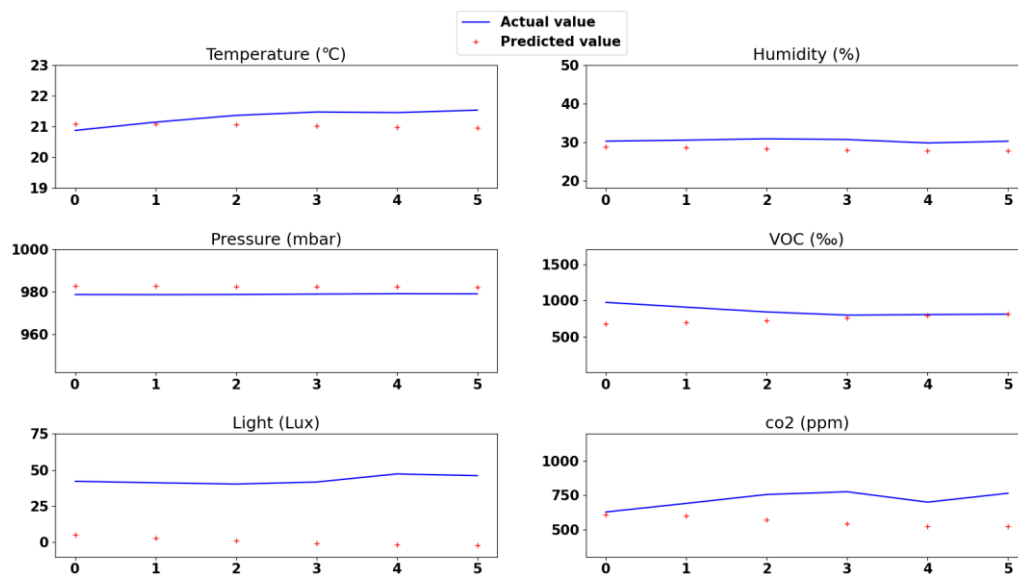 Actual value
Predicted value
Temperature (℃)
23
22
21
20
19
0 1 2 3 4 5
Humidity (%)
50
40
30
20
0 1 2 3 4 5
Pressure (mbar)
1000
980
960
0 1 2 3 4 5
VOC (‰)
1500
1000
500
0 1 2 3 4 5
Light (Lux)
75
50
25
0
0 1 2 3 4 5
co2 (ppm)
1000
750
500
0 1 2 3 4 5